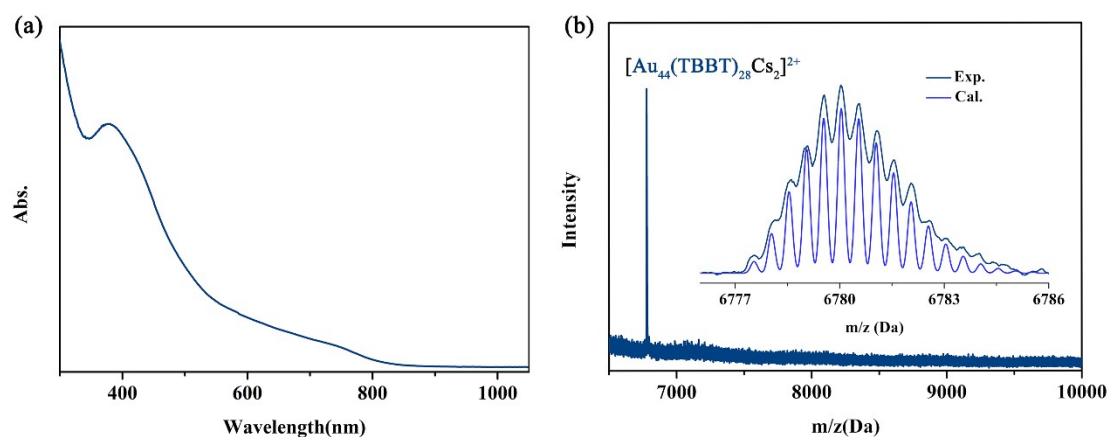 (a)
Abs.
400
600
800
1000
Wavelength(nm)
(b)
[Au₄₄(TBBT)₂₈Cs₂]²⁺
Exp.
Cal.
Intensity
6777
6780
6783
6786
m/z (Da)
7000
8000
9000
10000
m/z(Da)